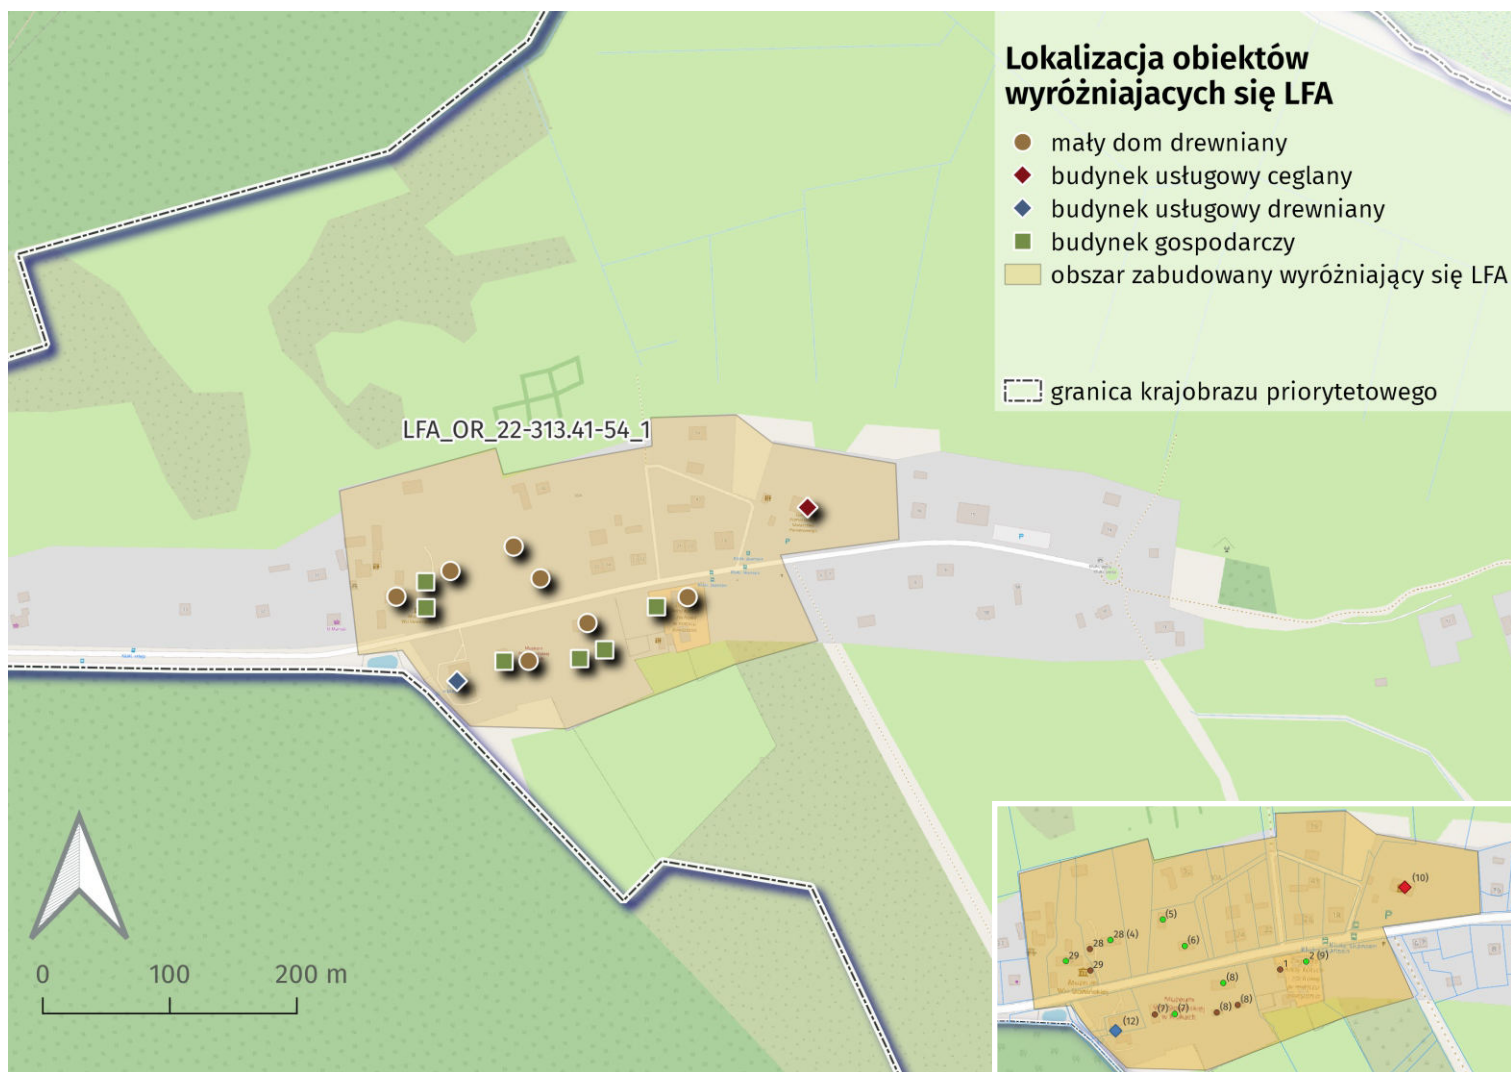 Lokalizacja obiektów
wyróżniajacych się LFA
mały dom drewniany
budynek usługowy ceglany
budynek usługowy drewniany
budynek gospodarczy
obszar zabudowany wyróżniający się LFA
granica krajobrazu priorytetowego
LFA_OR_22-313.41-54_1
P
P
0 100 200 m
(10)
(5)
28 (4)
28
(6)
29
29
P
1
2 (9)
(8)
(8)
(8)
(7)
(7)
(12)
Muzeum